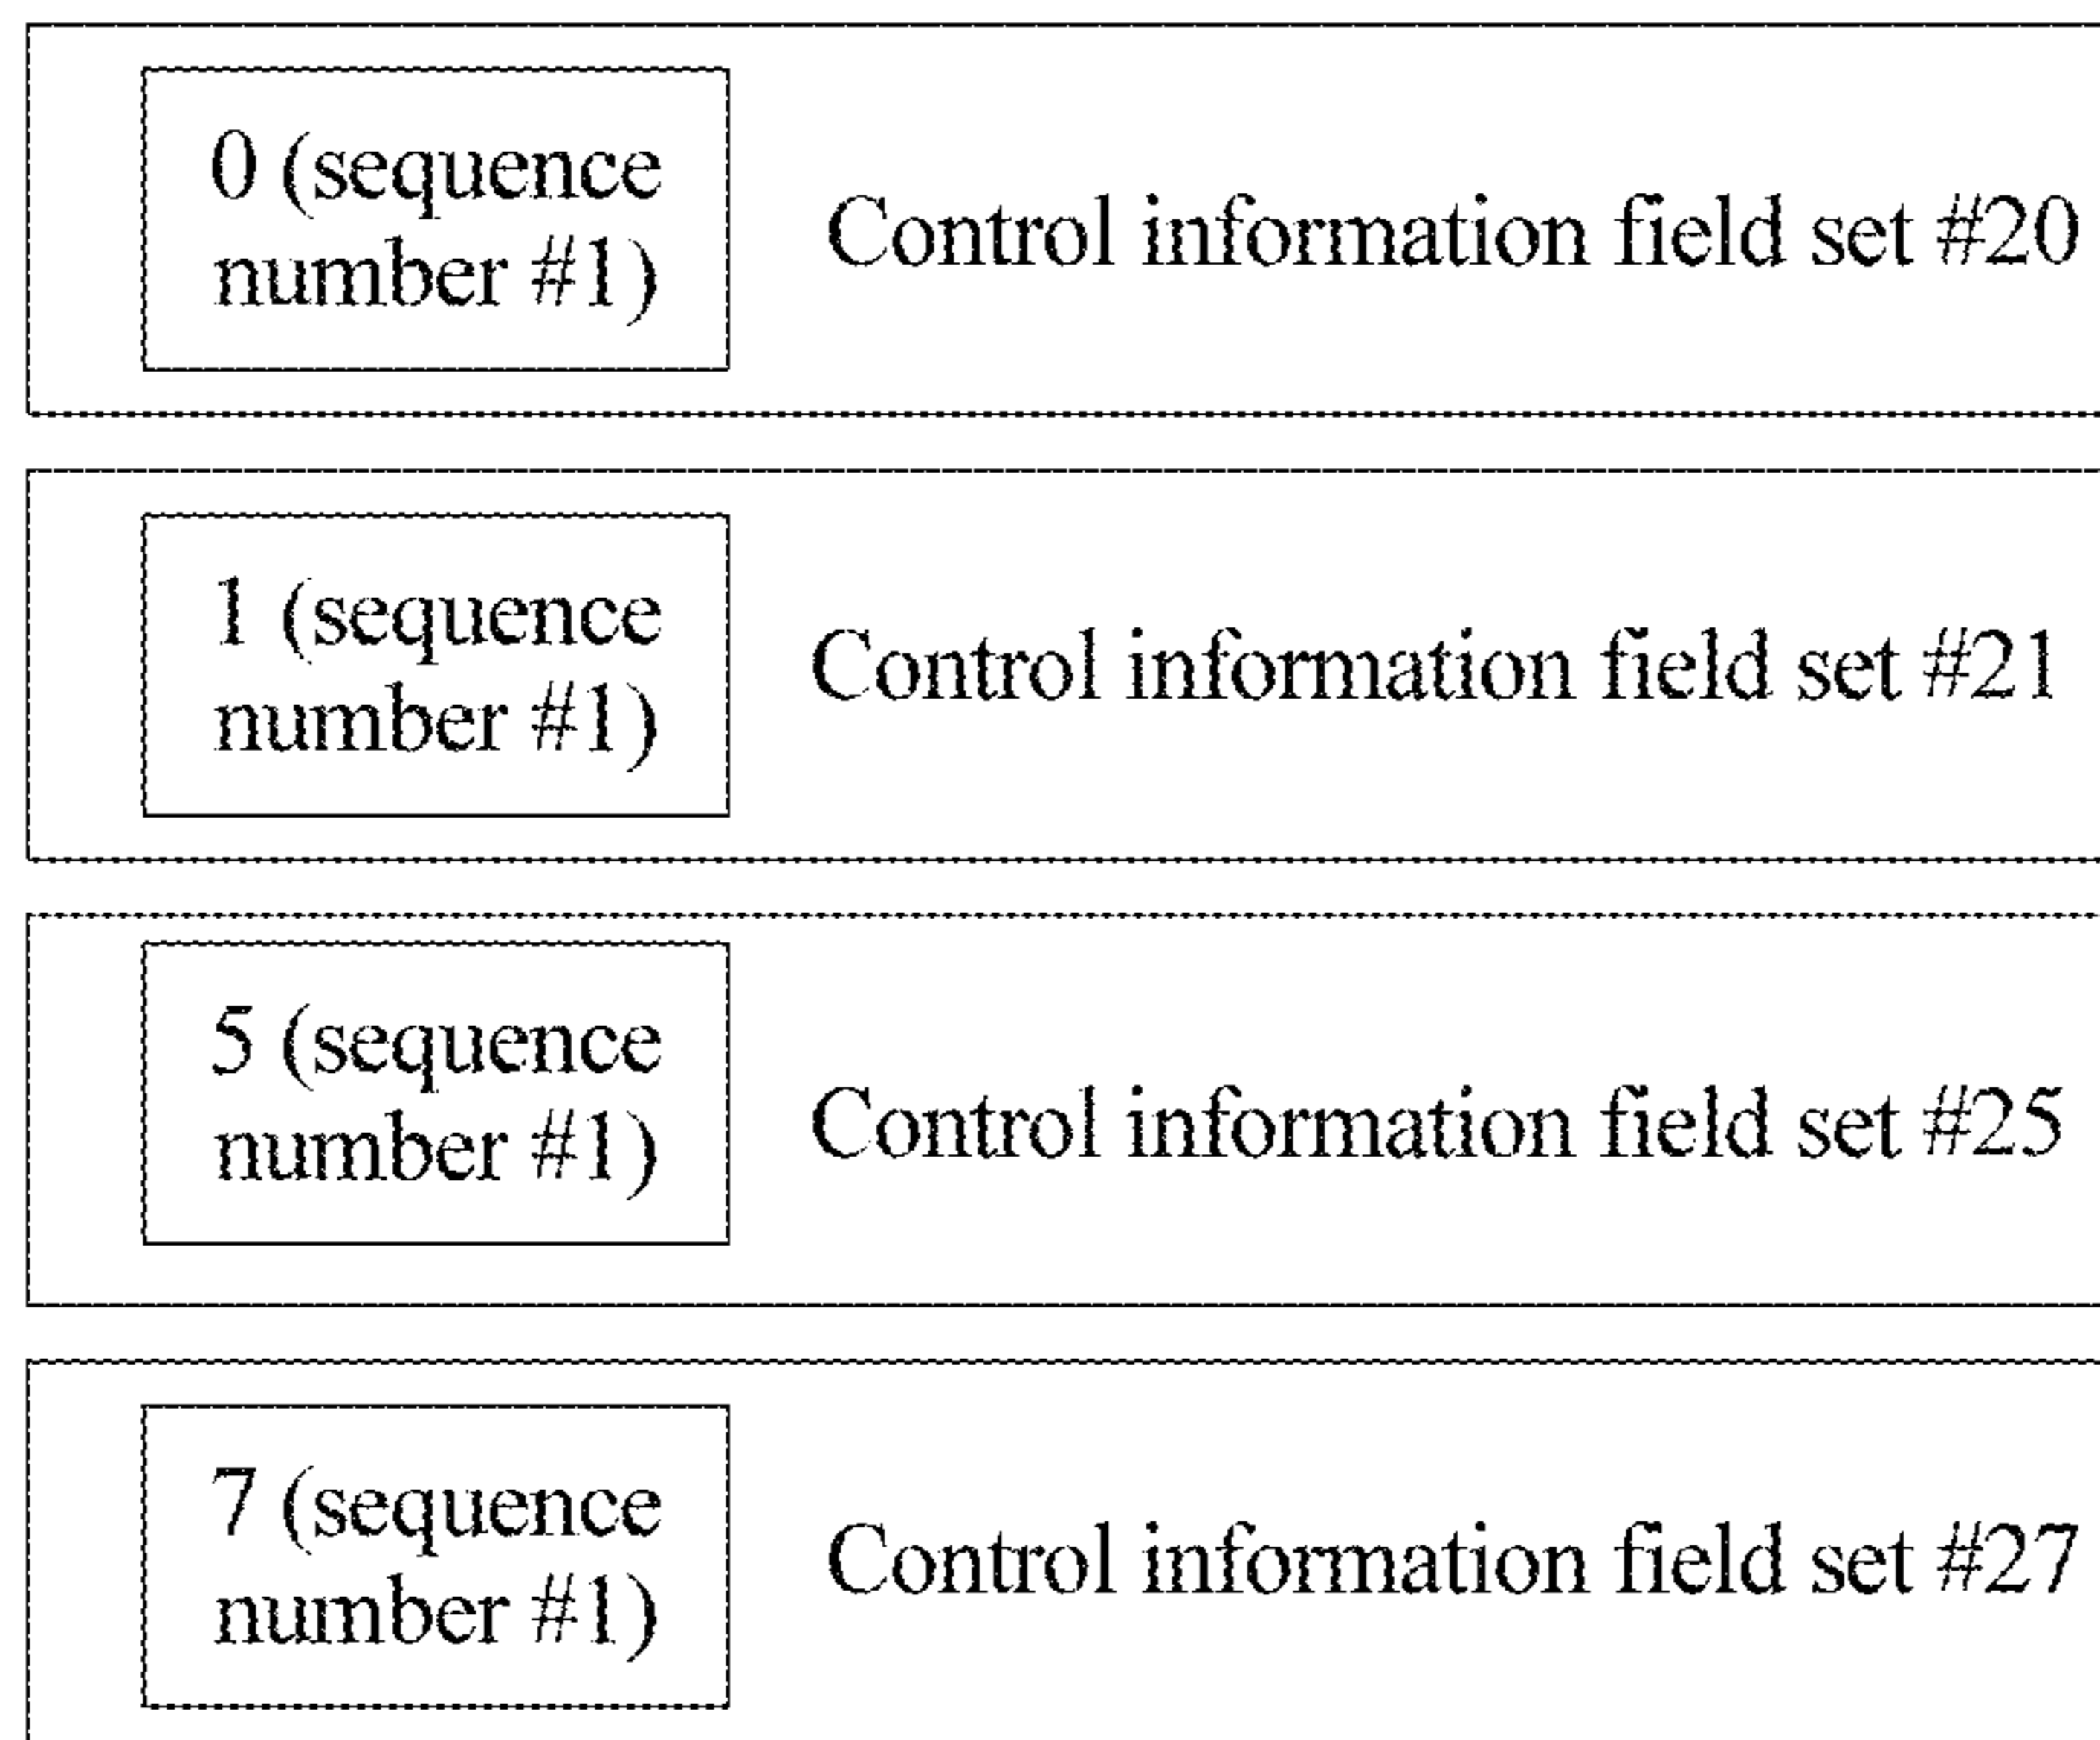 0 (sequence
number #1)
Control information field set #20
1 (sequence
number #1)
Control information field set #21
5 (sequence
number #1)
Control information field set #25
7 (sequence
number #1)
Control information field set #27